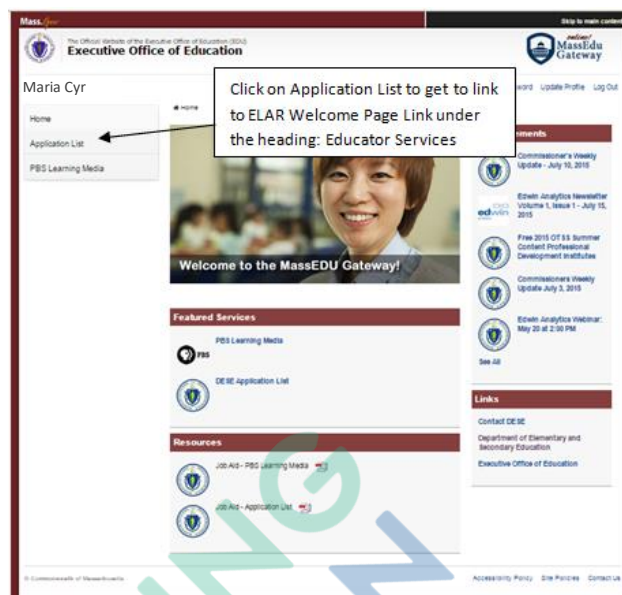 Mass.Gov
Skip to main content
The Official Website of the Executive Office of Education (EDU)
Executive Office of Education
online!
MassEdu
Gateway
Maria Cyr
Update Profile Log Out
Click on Application List to get to link
to ELAR Welcome Page Link under
the heading: Educator Services
Home
Application List
PBS Learning Media
Home
Welcome to the MassEDU Gateway!
Commissioner's Weekly
Update - July 10, 2015
edwin
Edwin Analytics Newsletter
Volume 1, Issue 1 - July 15,
2015
Free 2015 OTSS Summer
Content Professional
Development Institutes
Commissioners Weekly
Update July 3, 2015
Edwin Analytics Webinar:
May 20 at 2:00 PM
See All
Featured Services
PBS
PBS Learning Media
DESE Application List
Links
Contact DESE
Department of Elementary and
Secondary Education
Executive Office of Education
Resources
Job Aid - PBS Learning Media
Job Aid - Application List
© Commonwealth of Massachusetts
Accessibility Policy Site Policies Contact Us